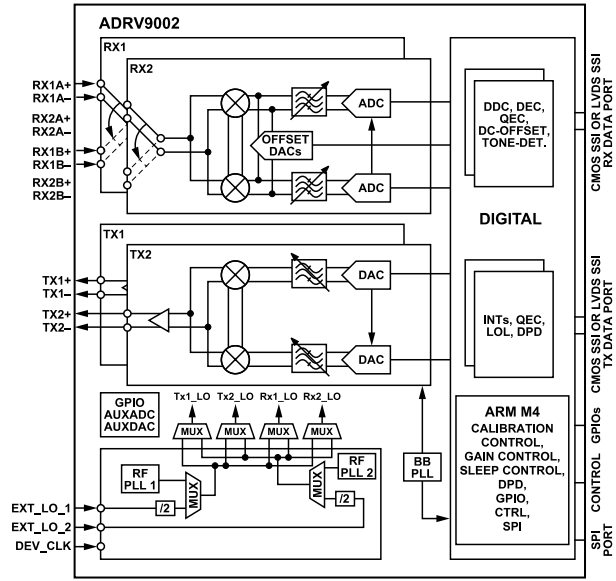 ADRV9002
RX1
RX2
RX1A+
RX1A–
RX2A+
RX2A–
RX1B+
RX1B–
RX2B+
RX2B–
ADC
OFFSET
DACs
ADC
DDC, DEC,
QEC,
DC-OFFSET,
TONE-DET.
CMOS SSI OR LVDS SSI
RX DATA PORT
DIGITAL
TX1
TX2
TX1+
TX1–
TX2+
TX2–
DAC
DAC
INTs, QEC,
LOL, DPD
CMOS SSI OR LVDS SSI
TX DATA PORT
GPIO
AUXADC
AUXDAC
Tx1_LO
Tx2_LO
Rx1_LO
Rx2_LO
MUX
MUX
MUX
MUX
RF
PLL 1
/2
MUX
MUX
RF
PLL 2
/2
BB
PLL
ARM M4
CALIBRATION
CONTROL,
GAIN CONTROL,
SLEEP CONTROL,
DPD,
GPIO,
CTRL,
SPI
GPIOs
CONTROL
SPI
PORT
EXT_LO_1
EXT_LO_2
DEV_CLK